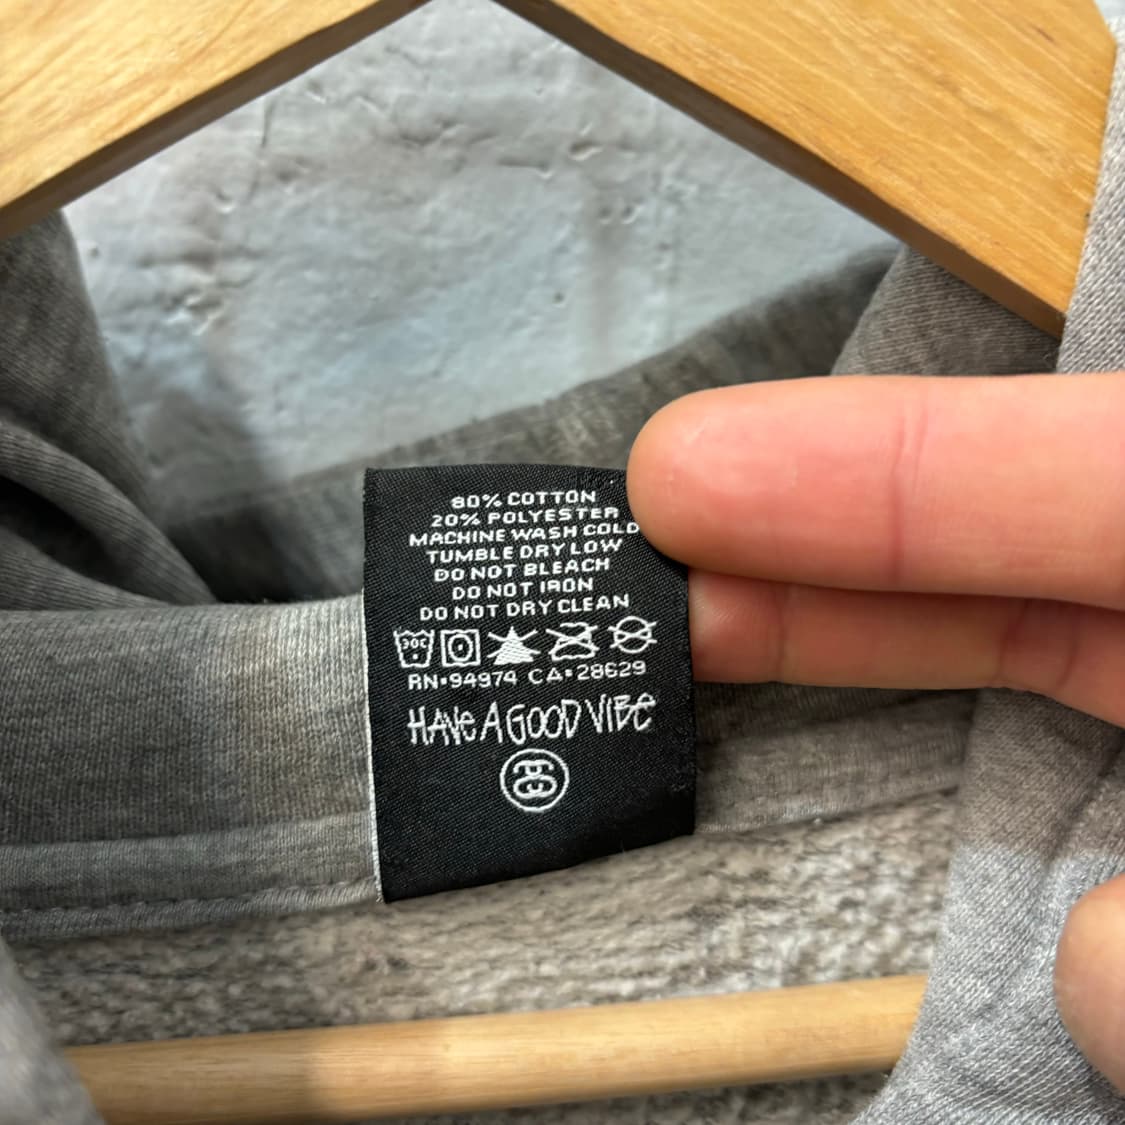 80% COTTON
20% POLYESTER
MACHINE WASH COLD
TUMBLE DRY LOW
DO NOT BLEACH
DO NOT IRON
DO NOT DRY CLEAN
30C
RN•94974 CA•28629
HAVE A GOOD VIBE